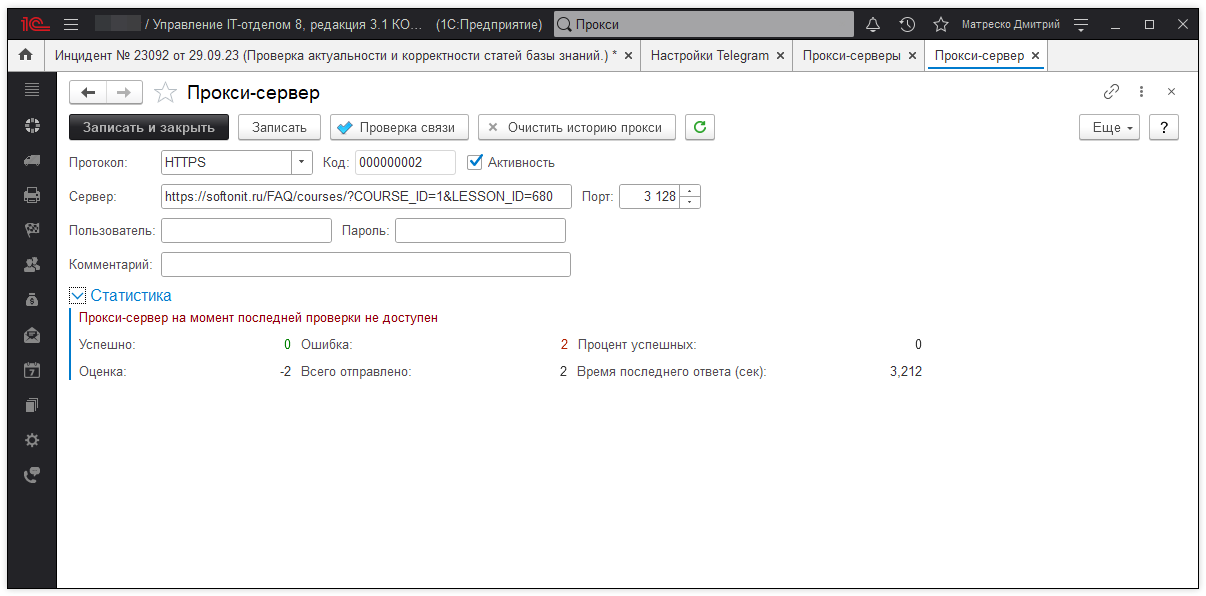 1С / Управление IT-отделом 8, редакция 3.1 КО... (1С:Предприятие) Прокси Матреско Дмитрий
Инцидент № 23092 от 29.09.23 (Проверка актуальности и корректности статей базы знаний.) * × Настройки Telegram × Прокси-серверы × Прокси-сервер ×
Прокси-сервер
Записать и закрыть Записать Проверка связи Очистить историю прокси Еще ?
Протокол: HTTPS Код: 000000002 Активность
Сервер: https://softonit.ru/FAQ/courses/?COURSE_ID=1&LESSON_ID=680 Порт: 3 128
Пользователь: Пароль:
Комментарий:
Статистика
Прокси-сервер на момент последней проверки не доступен
Успешно: 0 Ошибка: 2 Процент успешных: 0
Оценка: -2 Всего отправлено: 2 Время последнего ответа (сек): 3,212
7